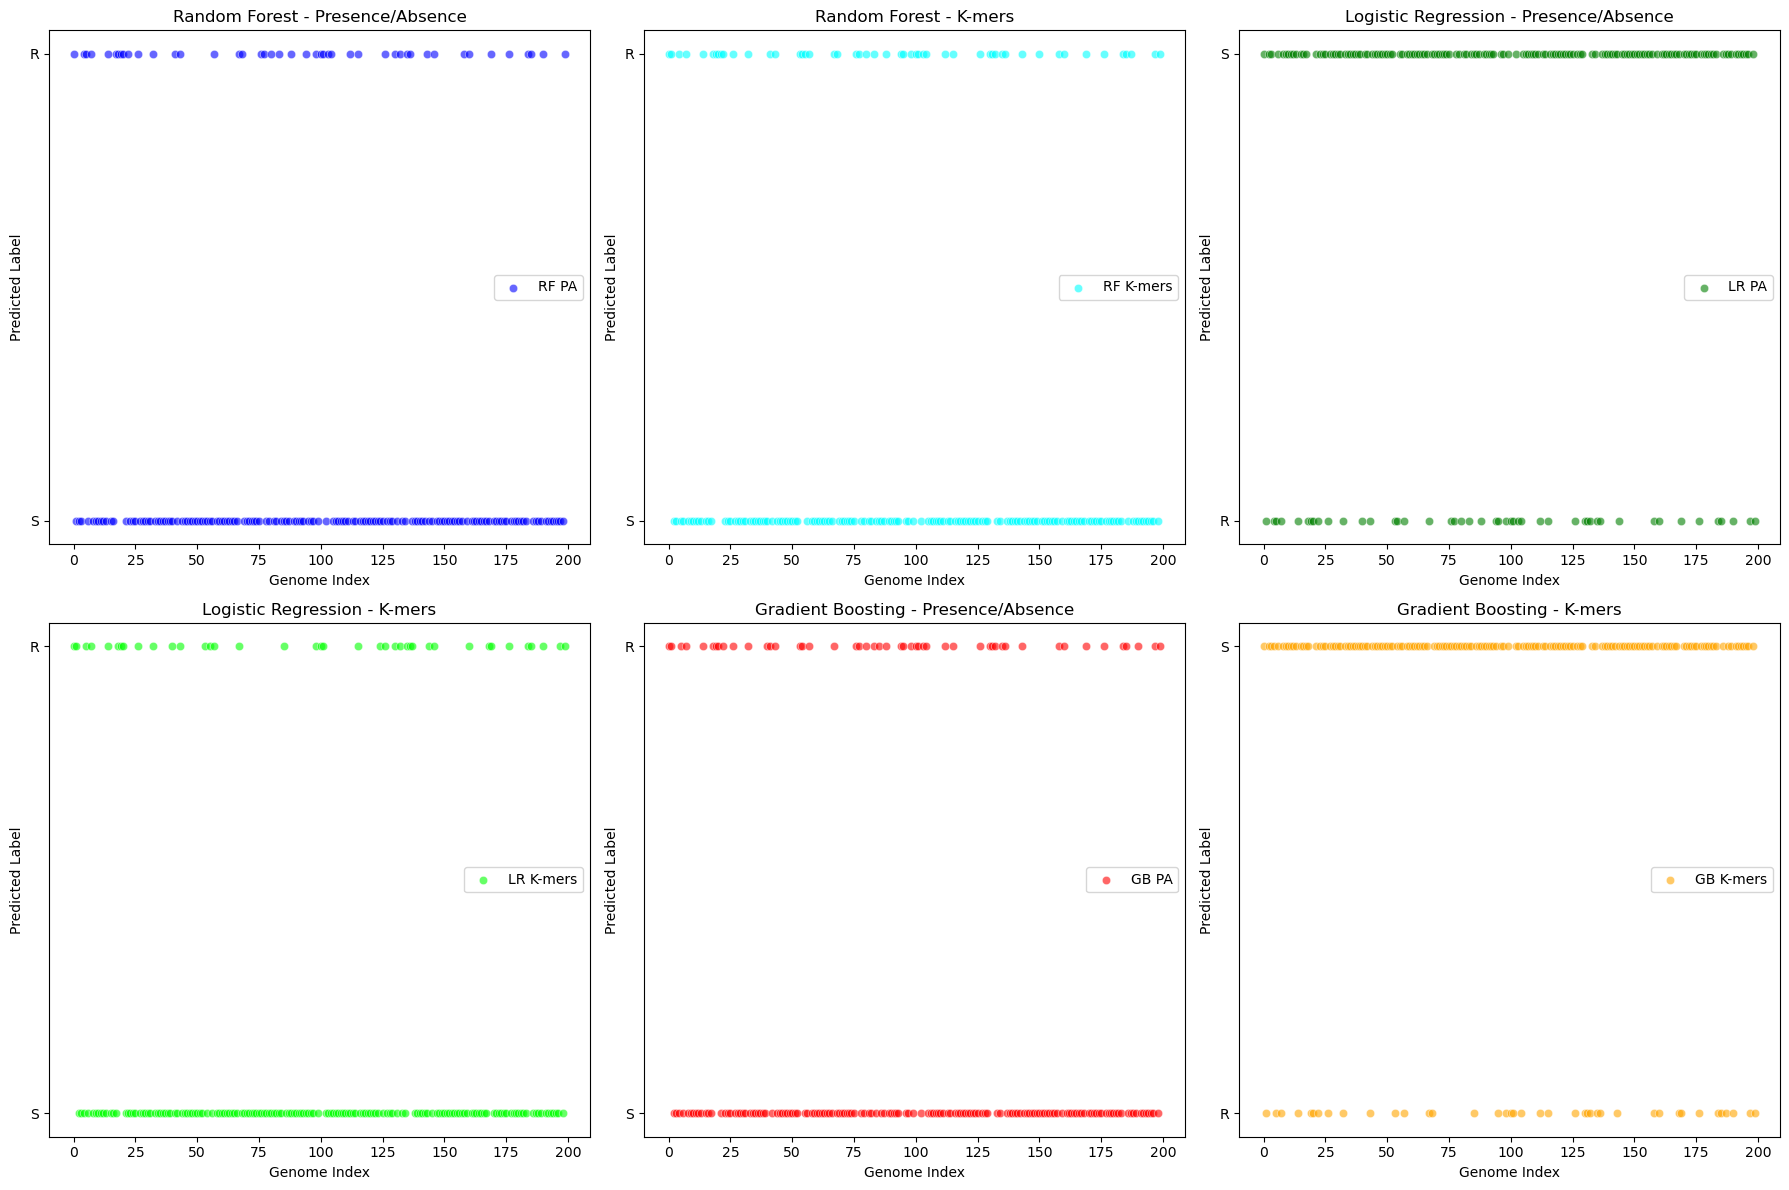 Random Forest - Presence/Absence
R
Predicted Label
RF PA
S
0 25 50 75 100 125 150 175 200
Genome Index
Random Forest - K-mers
R
Predicted Label
RF K-mers
S
0 25 50 75 100 125 150 175 200
Genome Index
Logistic Regression - Presence/Absence
S
Predicted Label
LR PA
R
0 25 50 75 100 125 150 175 200
Genome Index
Logistic Regression - K-mers
R
Predicted Label
LR K-mers
S
0 25 50 75 100 125 150 175 200
Genome Index
Gradient Boosting - Presence/Absence
R
Predicted Label
GB PA
S
0 25 50 75 100 125 150 175 200
Genome Index
Gradient Boosting - K-mers
S
Predicted Label
GB K-mers
R
0 25 50 75 100 125 150 175 200
Genome Index